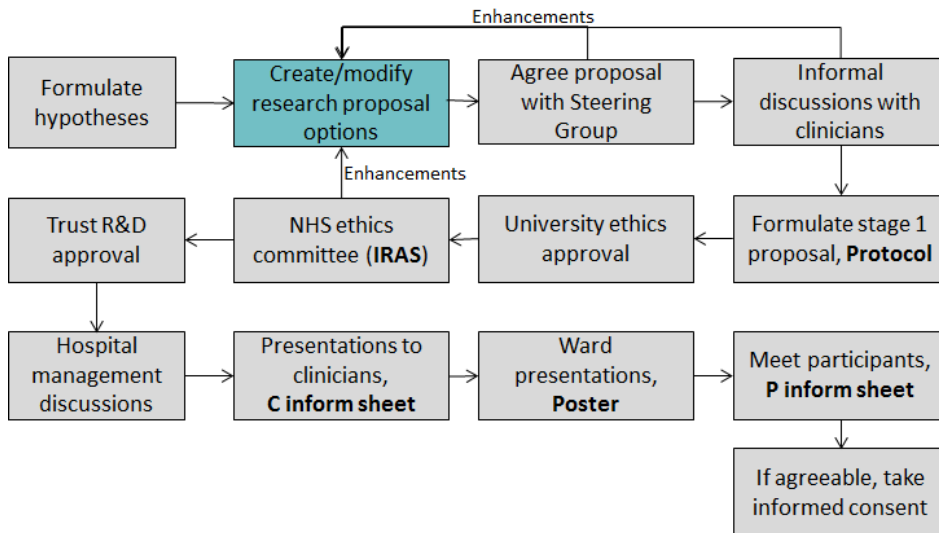 Enhancements
Formulate
hypotheses
Create/modify
research proposal
options
Agree proposal
with Steering
Group
Informal
discussions with
clinicians
Enhancements
Trust R&D
approval
NHS ethics
committee (IRAS)
University ethics
approval
Formulate stage 1
proposal, Protocol
Hospital
management
discussions
Presentations to
clinicians,
C inform sheet
Ward
presentations,
Poster
Meet participants,
P inform sheet
If agreeable, take
informed consent